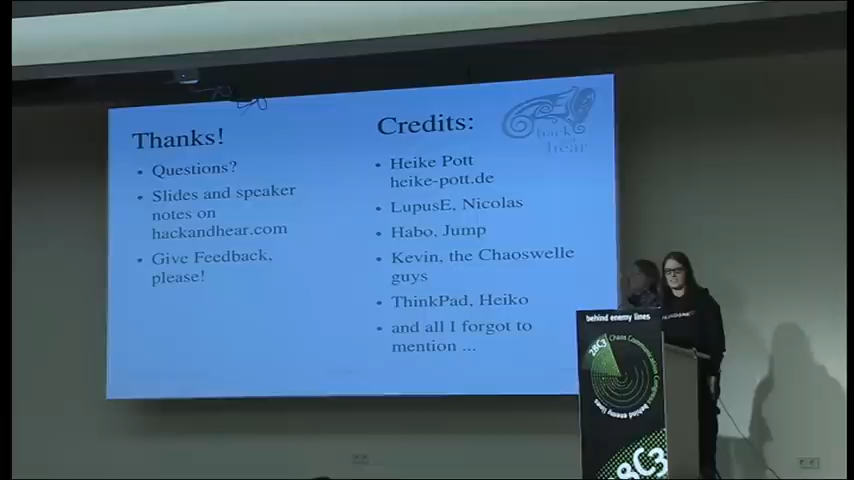 Thanks!
• Questions?
• Slides and speaker
notes on
hackandhear.com
• Give Feedback,
please!
Credits:
• Heike Pott
heike-pott.de
• LupusE, Nicolas
• Habo, Jump
• Kevin, the Chaoswelle
guys
• ThinkPad, Heiko
• and all I forgot to
mention ...
hack
hear
behind enemy lines
28C3
Chaos Communication Congress
behind enemy lines
28C3